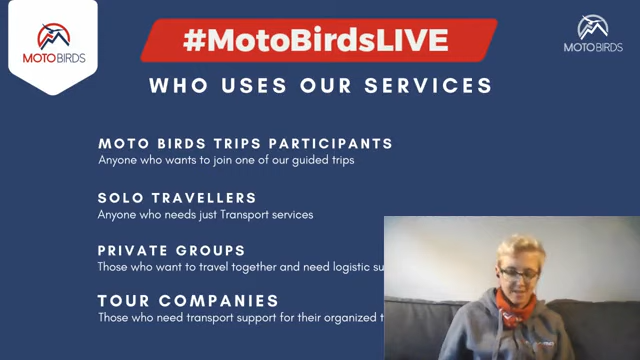 MOTOBIRDS
#MotoBirdsLIVE
MOTOBIRDS
WHO USES OUR SERVICES
MOTO BIRDS TRIPS PARTICIPANTS
Anyone who wants to join one of our guided trips
SOLO TRAVELLERS
Anyone who needs just Transport services
PRIVATE GROUPS
Those who want to travel together and need logistic su
TOUR COMPANIES
Those who need transport support for their organized t